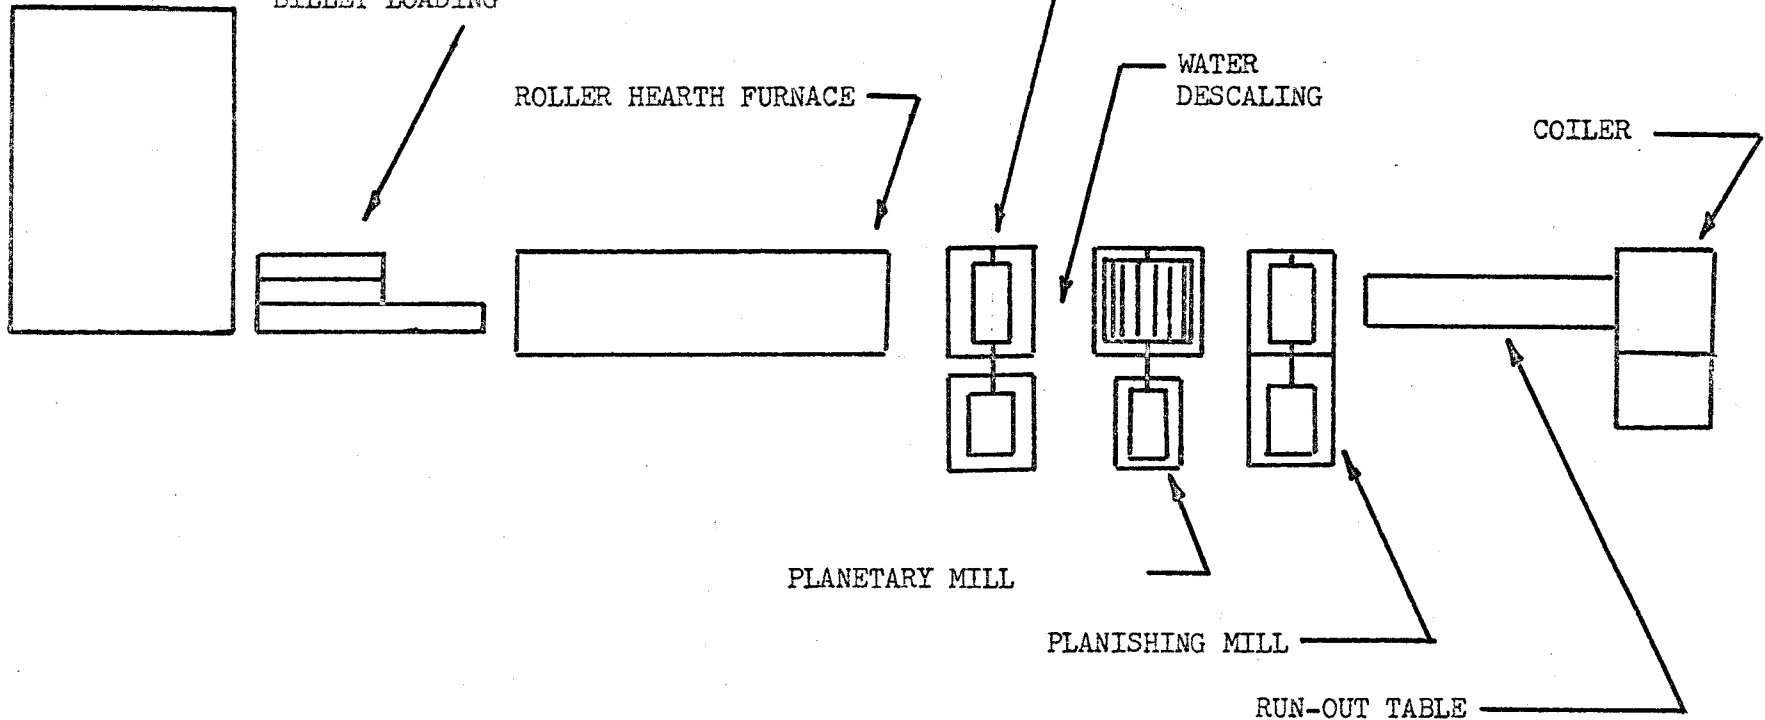 BILLET LOADING
WATER
DESCALING
ROLLER HEARTH FURNACE
COILER
PLANETARY MILL
PLANISHING MILL
RUN-OUT TABLE